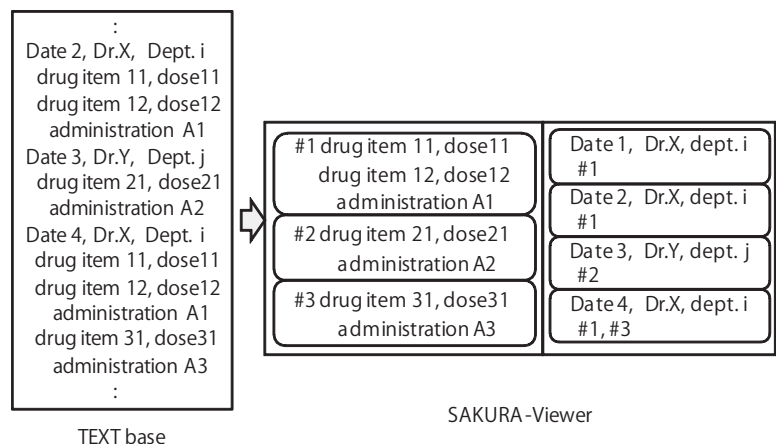 :
Date 2, Dr.X, Dept. i
drug item 11, dose11
drug item 12, dose12
administration A1
Date 3, Dr.Y, Dept. j
drug item 21, dose21
administration A2
Date 4, Dr.X, Dept. i
drug item 11, dose11
drug item 12, dose12
administration A1
drug item 31, dose31
administration A3
:
TEXT base
#1 drug item 11, dose11
drug item 12, dose12
administration A1
#2 drug item 21, dose21
administration A2
#3 drug item 31, dose31
administration A3
Date 1, Dr.X, dept. i
#1
Date 2, Dr.X, dept. i
#1
Date 3, Dr.Y, dept. j
#2
Date 4, Dr.X, dept. i
#1, #3
SAKURA-Viewer